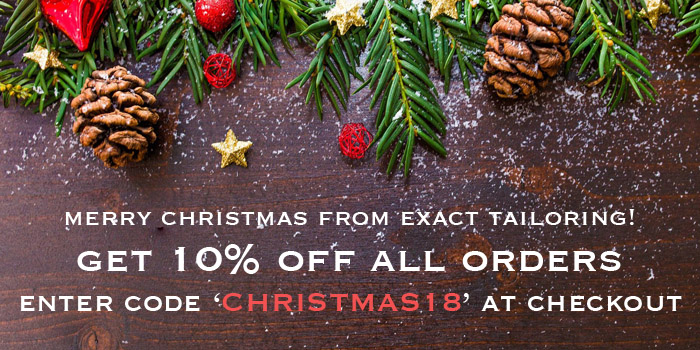 MERRY CHRISTMAS FROM EXACT TAILORING!
GET 10% OFF ALL ORDERS
ENTER CODE ‘CHRISTMAS18’ AT CHECKOUT